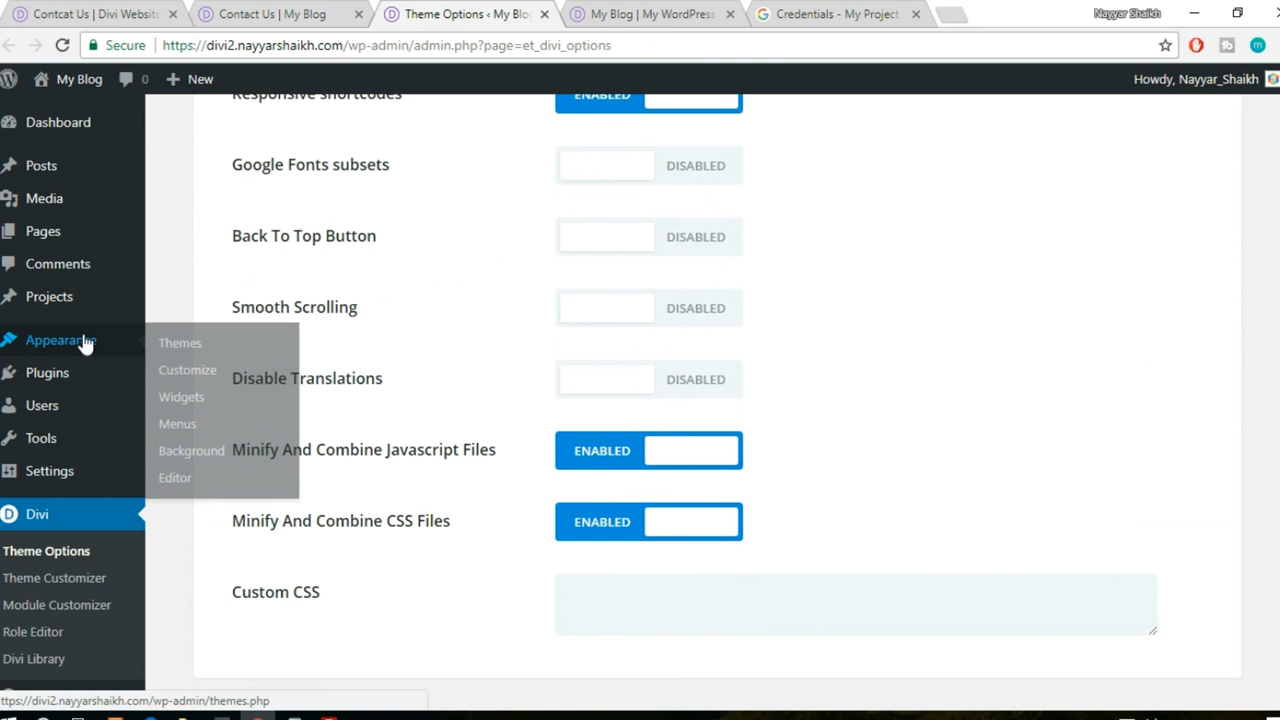 Contcat Us | Divi Website
Contact Us | My Blog
Theme Options ‹ My Blo
My Blog | My WordPress
Credentials - My Project
Nayyar Shaikh
Secure
https://divi2.nayyarshaikh.com/wp-admin/admin.php?page=et_divi_options
My Blog
0
New
Howdy, Nayyar_Shaikh
Dashboard
Posts
Media
Pages
Comments
Projects
Appearance
Plugins
Users
Tools
Settings
Divi
Theme Options
Theme Customizer
Module Customizer
Role Editor
Divi Library
Themes
Customize
Widgets
Menus
Background
Editor
Responsive shortcodes
ENABLED
Google Fonts subsets
DISABLED
Back To Top Button
DISABLED
Smooth Scrolling
DISABLED
Disable Translations
DISABLED
Minify And Combine Javascript Files
ENABLED
Minify And Combine CSS Files
ENABLED
Custom CSS
ttps://divi2.nayyarshaikh.com/wp-admin/themes.php